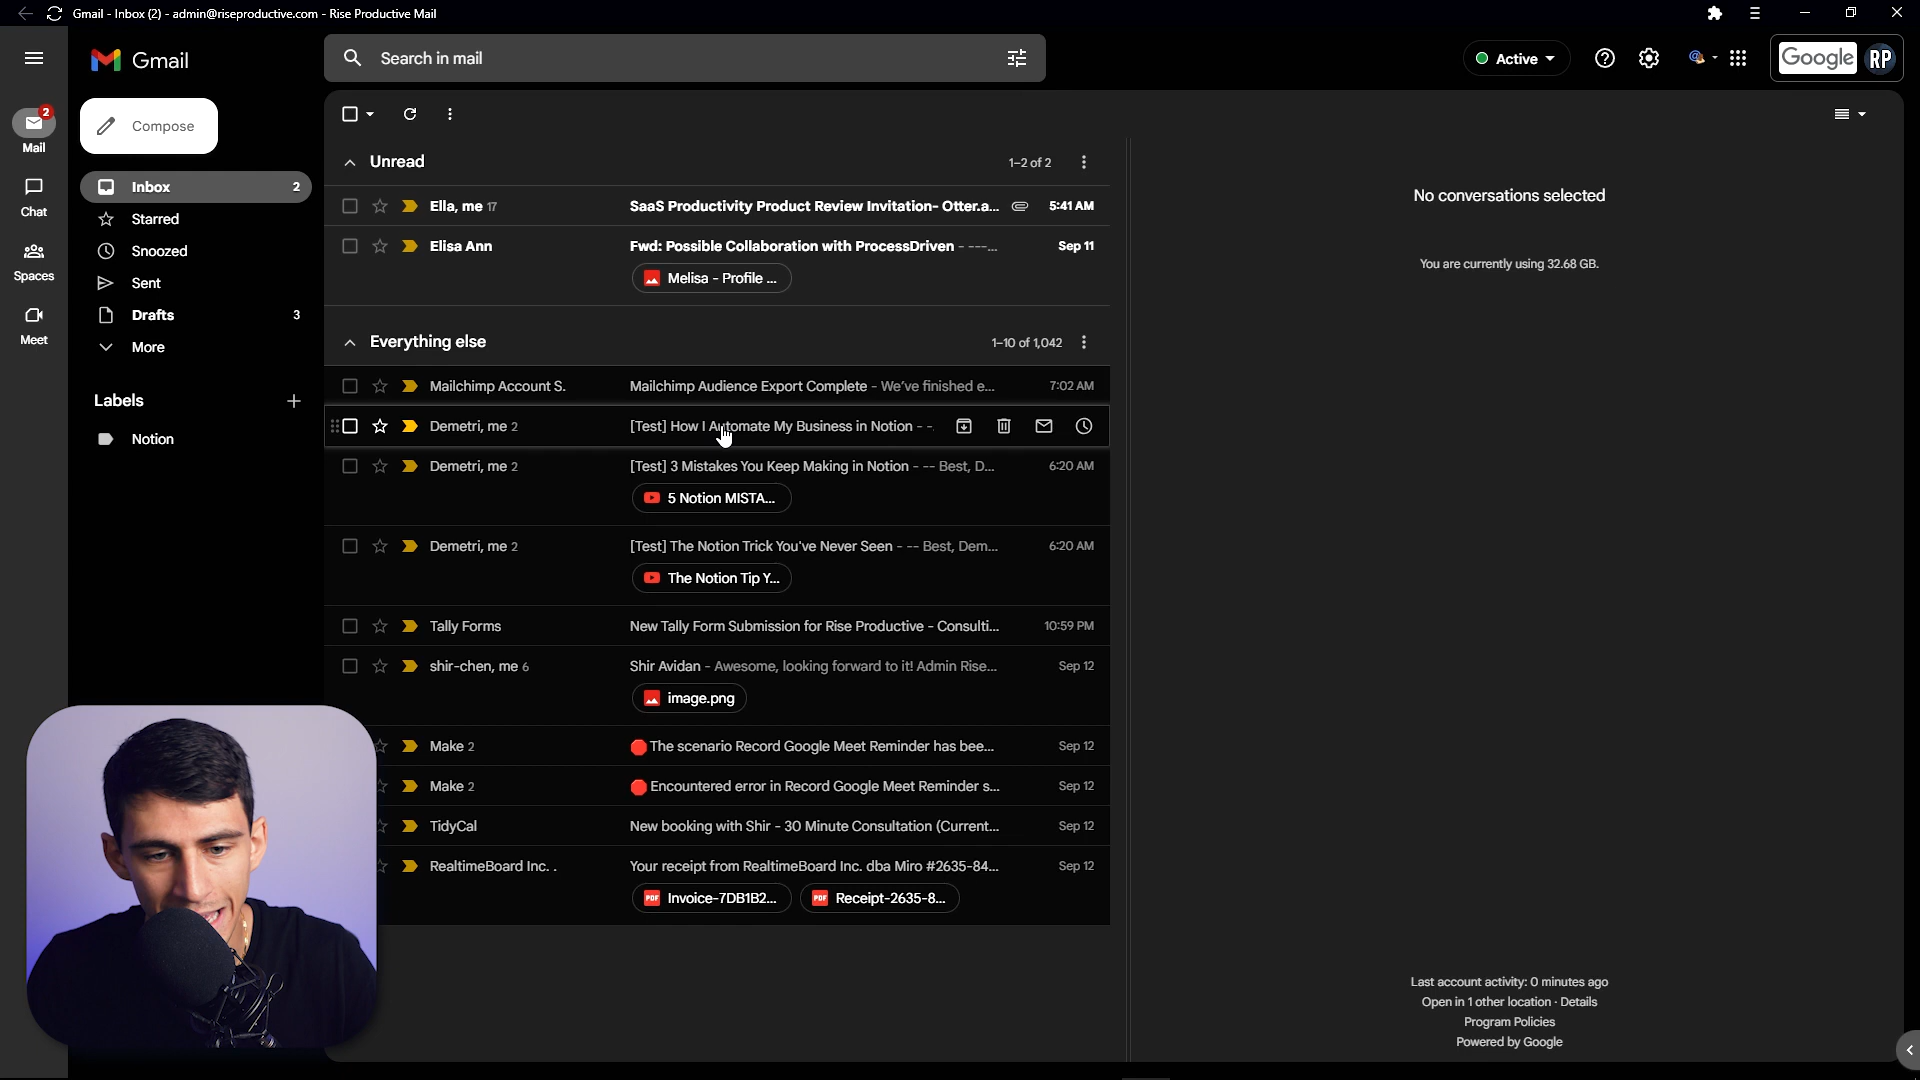 Gmail - Inbox (2) - admin@riseproductive.com - Rise Productive Mail
Gmail
Search in mail
Active
Google RP
2
Mail
Compose
Chat
Spaces
Meet
Inbox 2
Starred
Snoozed
Sent
Drafts 3
More
Labels
Notion
Unread 1–2 of 2
Ella, me 17 SaaS Productivity Product Review Invitation- Otter.a... 5:41 AM
Elisa Ann Fwd: Possible Collaboration with ProcessDriven - ---... Sep 11
Melisa - Profile ...
Everything else 1–10 of 1,042
Mailchimp Account S. Mailchimp Audience Export Complete - We've finished e... 7:02 AM
Demetri, me 2 [Test] How I Automate My Business in Notion - -
Demetri, me 2 [Test] 3 Mistakes You Keep Making in Notion - -- Best, D... 6:20 AM
5 Notion MISTA...
Demetri, me 2 [Test] The Notion Trick You've Never Seen - -- Best, Dem... 6:20 AM
The Notion Tip Y...
Tally Forms New Tally Form Submission for Rise Productive - Consulti... 10:59 PM
shir-chen, me 6 Shir Avidan - Awesome, looking forward to it! Admin Rise... Sep 12
image.png
Make 2 The scenario Record Google Meet Reminder has bee... Sep 12
Make 2 Encountered error in Record Google Meet Reminder s... Sep 12
TidyCal New booking with Shir - 30 Minute Consultation (Current... Sep 12
RealtimeBoard Inc. . Your receipt from RealtimeBoard Inc. dba Miro #2635-84... Sep 12
PDF Invoice-7DB1B2... PDF Receipt-2635-8...
No conversations selected
You are currently using 32.68 GB.
Last account activity: 0 minutes ago
Open in 1 other location · Details
Program Policies
Powered by Google